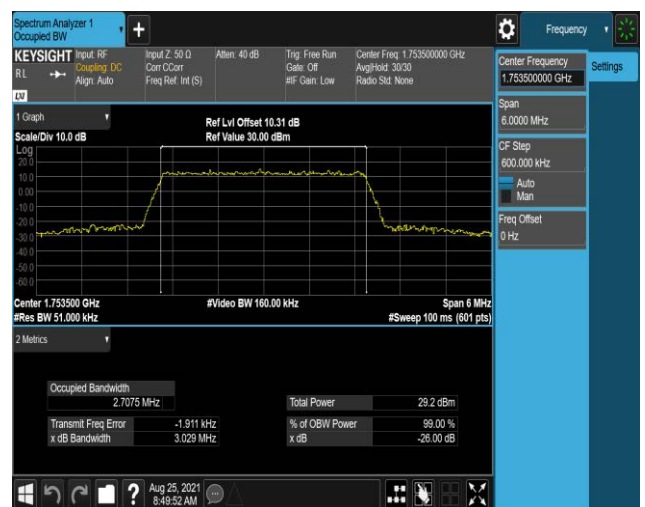 Spectrum Analyzer 1
Occupied BW
+
Frequency
KEYSIGHT
RL
LXI
Input: RF
Coupling: DC
Align: Auto
Input Z: 50 Ω
Corr CCorr
Freq Ref: Int (S)
Atten: 40 dB
Trig: Free Run
Gate: Off
#IF Gain: Low
Center Freq: 1.753500000 GHz
Avg|Hold: 30/30
Radio Std: None
Center Frequency
1.753500000 GHz
Settings
Span
6.0000 MHz
CF Step
600.000 kHz
Auto
Man
Freq Offset
0 Hz
1 Graph
Scale/Div 10.0 dB
Ref Lvl Offset 10.31 dB
Ref Value 30.00 dBm
Log
20.0
10.0
0.00
-10.0
-20.0
-30.0
-40.0
-50.0
-60.0
Center 1.753500 GHz
#Video BW 160.00 kHz
Span 6 MHz
#Res BW 51.000 kHz
#Sweep 100 ms (601 pts)
2 Metrics
Occupied Bandwidth
2.7075 MHz
Total Power 29.2 dBm
Transmit Freq Error -1.911 kHz
% of OBW Power 99.00 %
x dB Bandwidth 3.029 MHz
x dB -26.00 dB
?
Aug 25, 2021
8:49:52 AM